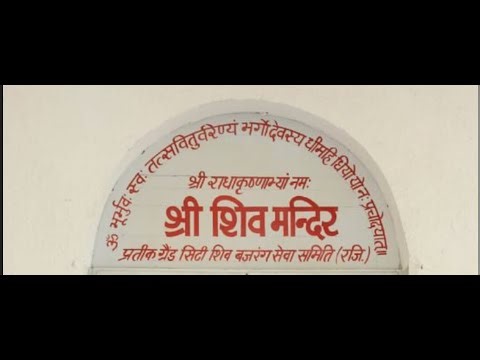 ॐ भूर्भुवः स्वः तत्सवितुर्वरेण्यं भर्गोदेवस्य धीमहि धियो योनः प्रचोदयात॥
श्री राधाकृष्णाभ्यां नमः
श्री शिव मन्दिर
प्रतीक ग्रैंड सिटी शिव बजरंग सेवा समिति (रजि.)